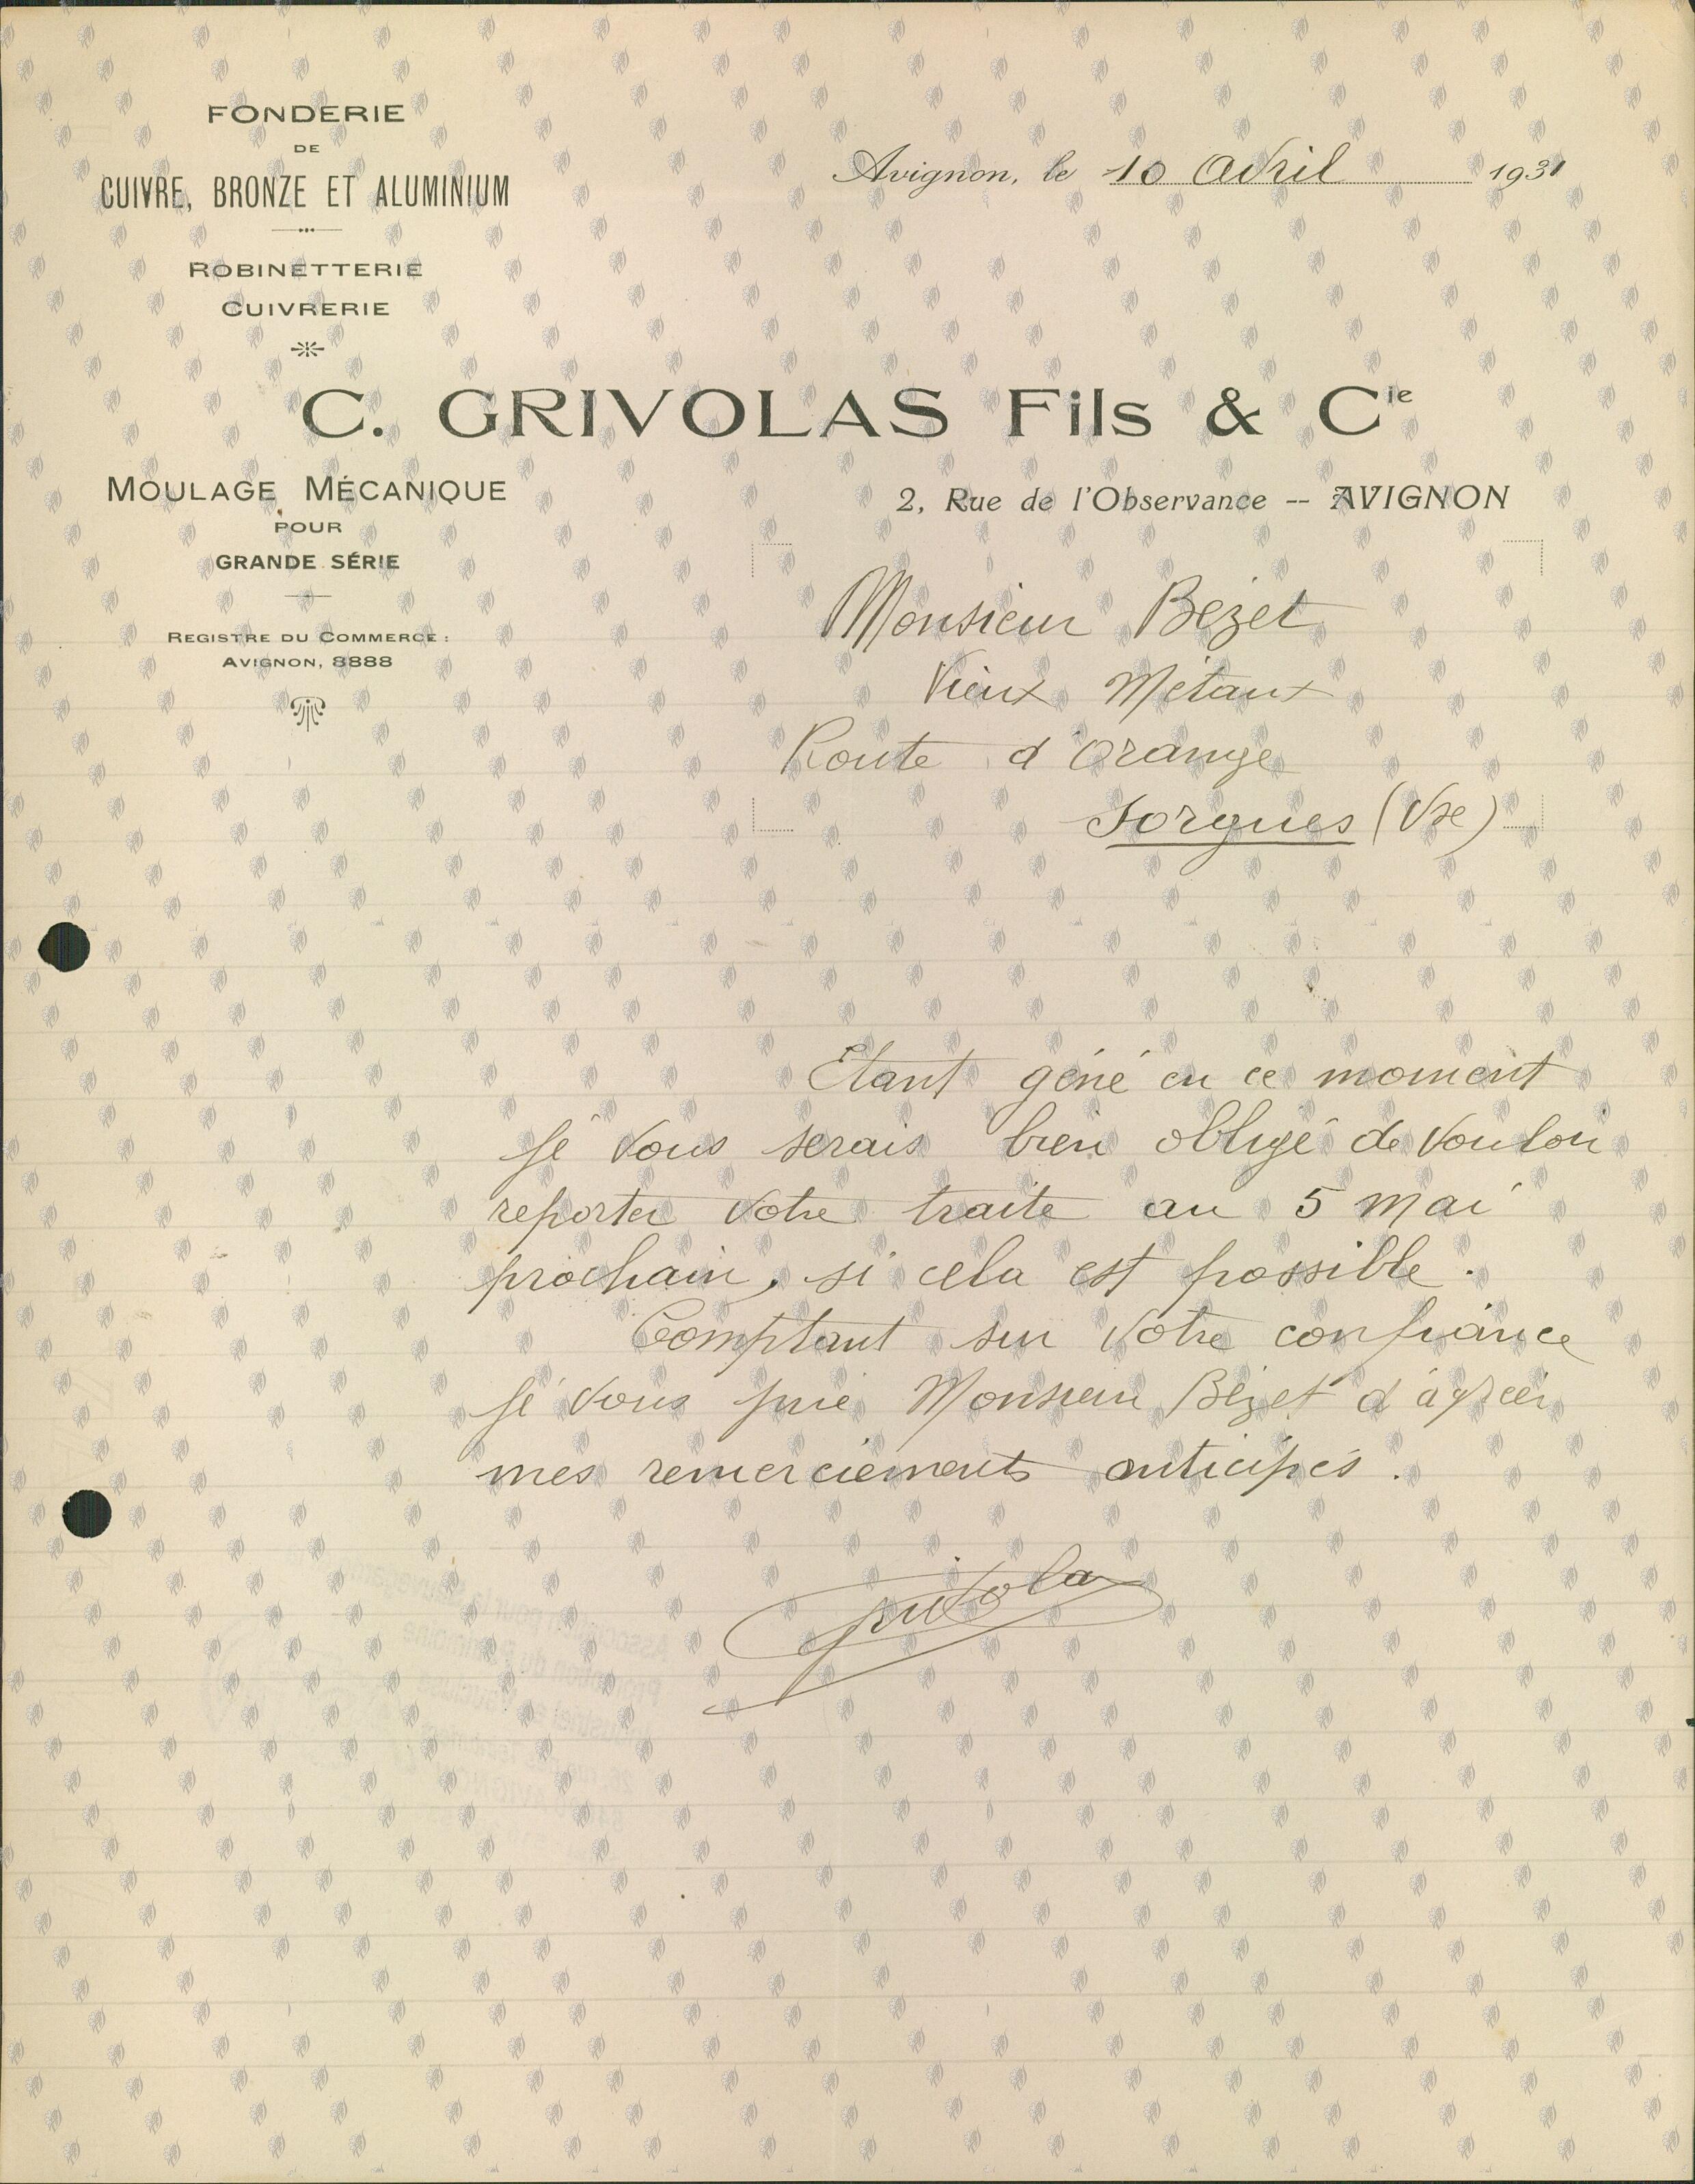 FONDERIE
DE
CUIVRE, BRONZE ET ALUMINIUM
ROBINETTERIE
CUIVRERIE
Avignon, le 10 Avril 1931
C. GRIVOLAS Fils & Cie
MOULAGE MÉCANIQUE
POUR
GRANDE SÉRIE
REGISTRE DU COMMERCE :
AVIGNON, 8888
2, Rue de l'Observance -- AVIGNON
Monsieur Bézet
Vieux Métaux
Route d'Orange
Sorgues (Vse)
Etant géné en ce moment
Je vous serais bien obligé de vouloir
reporter votre traite au 5 Mai
prochain, si cela est possible.
Comptant sur votre confiance
Je vous prie Monsieur Bézet d'agréer
mes remerciements anticipés.
Grivolas